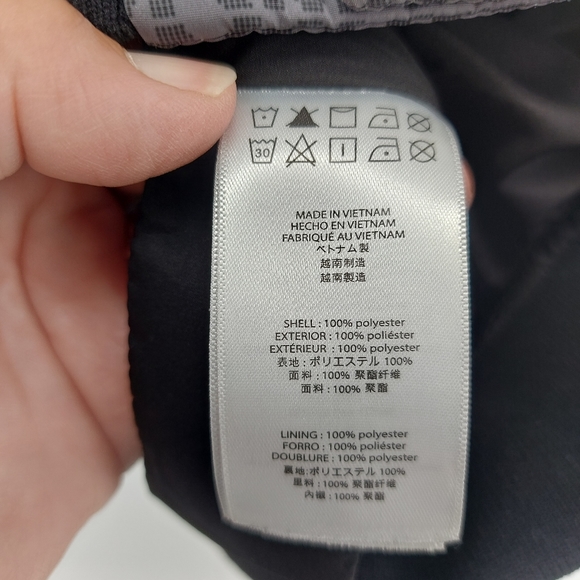 30
MADE IN VIETNAM
HECHO EN VIETNAM
FABRIQUÉ AU VIETNAM
ベトナム製
越南制造
越南製造
SHELL : 100% polyester
EXTERIOR : 100% poliéster
EXTÉRIEUR : 100% polyester
表地 : ポリエステル 100%
面料 : 100% 聚酯纤维
面料 : 100% 聚酯
LINING : 100% polyester
FORRO : 100% poliéster
DOUBLURE : 100% polyester
裏地 : ポリエステル 100%
里料 : 100% 聚酯纤维
內襯 : 100% 聚酯